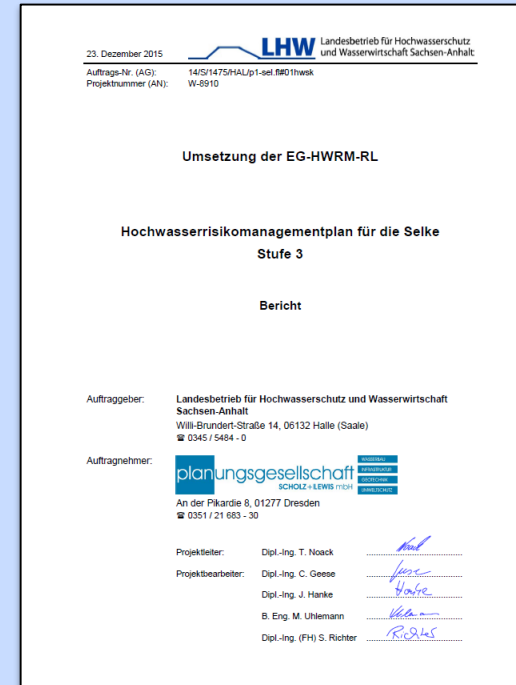 23. Dezember 2015
LHW Landesbetrieb für Hochwasserschutz
und Wasserwirtschaft Sachsen-Anhalt
Auftrags-Nr. (AG): 14/S/1475/HAL/p1-sel.fl#01hwsk
Projektnummer (AN): W-8910
Umsetzung der EG-HWRM-RL
Hochwasserrisikomanagementplan für die Selke
Stufe 3
Bericht
Auftraggeber: Landesbetrieb für Hochwasserschutz und Wasserwirtschaft
Sachsen-Anhalt
Willi-Brundert-Straße 14, 06132 Halle (Saale)
☎ 0345 / 5484 - 0
Auftragnehmer: planungsgesellschaft
SCHOLZ+LEWIS mbH
WASSERBAU
INFRASTRUKTUR
GEOTECHNIK
UMWELTSCHUTZ
An der Pikardie 8, 01277 Dresden
☎ 0351 / 21 683 - 30
Projektleiter: Dipl.-Ing. T. Noack
Projektbearbeiter: Dipl.-Ing. C. Geese
Dipl.-Ing. J. Hanke
B. Eng. M. Uhlemann
Dipl.-Ing. (FH) S. Richter Richter